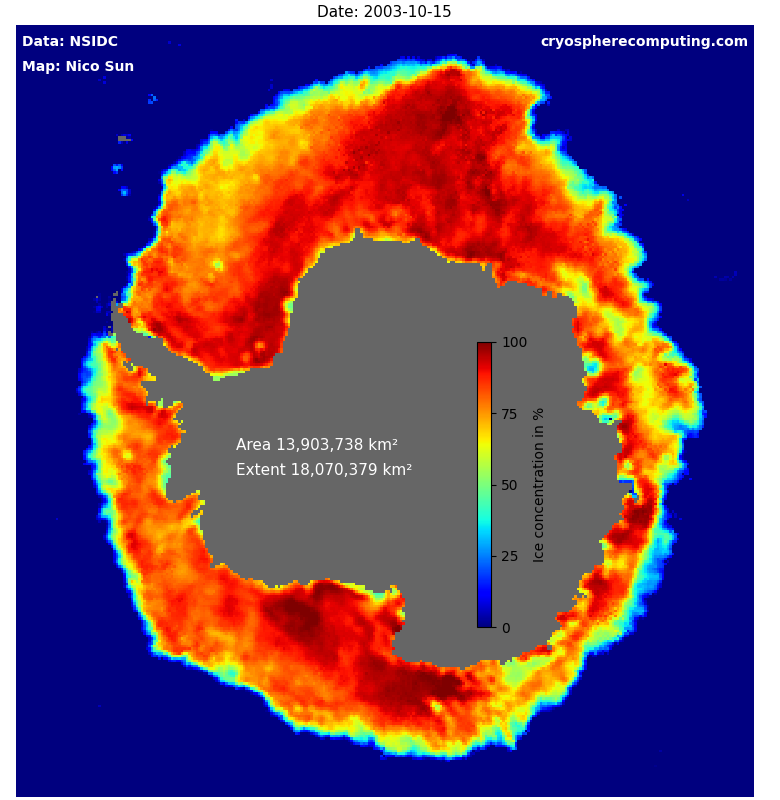 Date: 2003-10-15
Data: NSIDC
cryospherecomputing.com
Map: Nico Sun
100
75
50
25
0
Ice concentration in %
Area 13,903,738 km²
Extent 18,070,379 km²